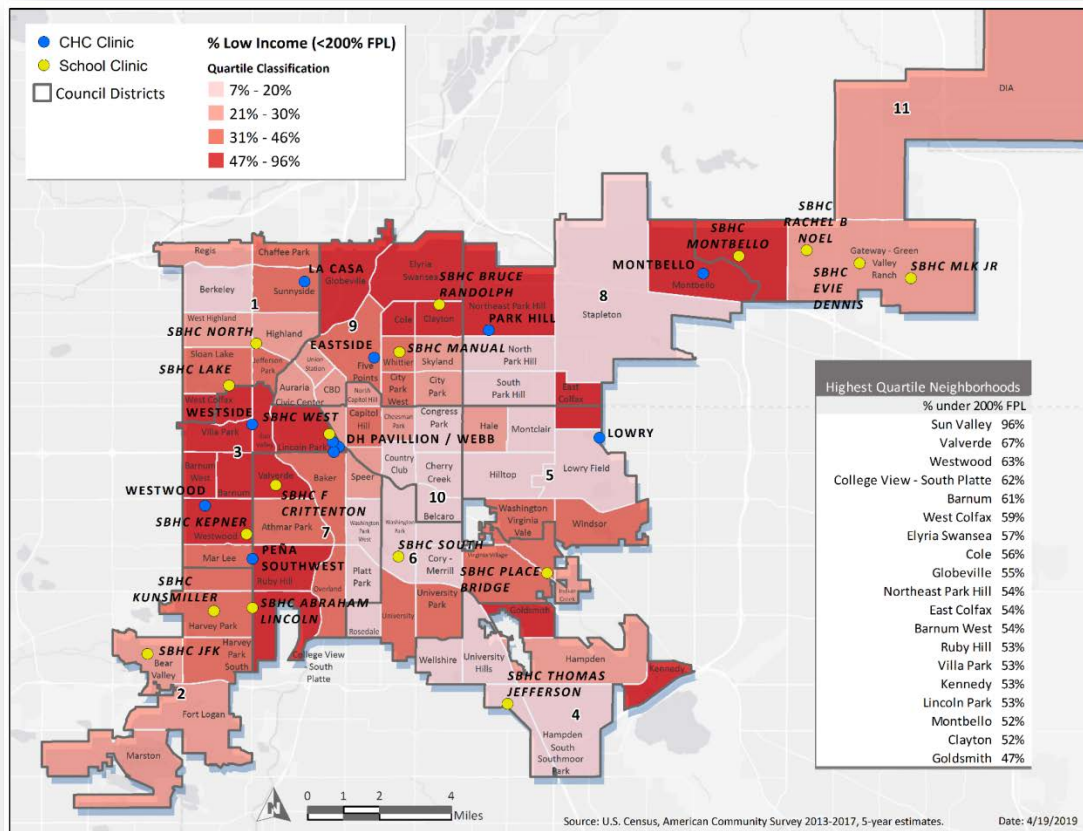 CHC Clinic
School Clinic
Council Districts
% Low Income (<200% FPL)
Quartile Classification
7% - 20%
21% - 30%
31% - 46%
47% - 96%
DIA
11
SBHC
RACHEL B
NOEL
SBHC
MONTBELLO
MONTBELLO
Montbello
Gateway - Green
Valley
Ranch
SBHC MLK JR
SBHC
EVIE
DENNIS
Regis
Chaffee Park
LA CASA
Globeville
Elyria
Swansea
SBHC BRUCE
RANDOLPH
Berkeley
Sunnyside
1
8
Stapleton
Northeast Park Hill
PARK HILL
West Highland
SBHC NORTH
Highland
9
Cole
Clayton
EASTSIDE
SBHC MANUAL
Sloan Lake
Jefferson
Park
Union
Station
Five
Points
Whittier
Skyland
North
Park Hill
SBHC LAKE
Auraria
CBD
City Park
West
City
Park
South
Park Hill
East
Colfax
West Colfax
Civic Center
North
Capitol Hill
WESTSIDE
SBHC WEST
Capitol
Hill
Cheesman
Park
Congress
Park
Hale
Montclair
LOWRY
Villa Park
Sun
Valley
Lincoln Park
DH PAVILLION / WEBB
3
Country
Club
Cherry
Creek
Hilltop
5
Lowry Field
Barnum
West
Barnum
Valverde
Baker
Speer
10
Belcaro
WESTWOOD
SBHC F
CRITTENTON
Washington
Park
West
Washington
Park
Washington
Virginia
Vale
Windsor
SBHC KEPNER
Westwood
Athmar Park
7
SBHC SOUTH
6
Cory -
Merrill
Virginia Village
SBHC PLACE
BRIDGE
Indian
Creek
Mar Lee
PEÑA
SOUTHWEST
Ruby Hill
Overland
Platt
Park
SBHC
KUNSMILLER
SBHC ABRAHAM
LINCOLN
University
University
Park
Goldsmith
Harvey Park
Rosedale
SBHC JFK
Bear
Valley
Harvey
Park
South
College View
South
Platte
Wellshire
University
Hills
Hampden
Kennedy
2
SBHC THOMAS
JEFFERSON
4
Fort Logan
Hampden
South
Southmoor
Park
Marston
Highest Quartile Neighborhoods
% under 200% FPL
Sun Valley 96%
Valverde 67%
Westwood 63%
College View - South Platte 62%
Barnum 61%
West Colfax 59%
Elyria Swansea 57%
Cole 56%
Globeville 55%
Northeast Park Hill 54%
East Colfax 54%
Barnum West 54%
Ruby Hill 53%
Villa Park 53%
Kennedy 53%
Lincoln Park 53%
Montbello 52%
Clayton 52%
Goldsmith 47%
N
0 1 2 4
Miles
Source: U.S. Census, American Community Survey 2013-2017, 5-year estimates.
Date: 4/19/2019